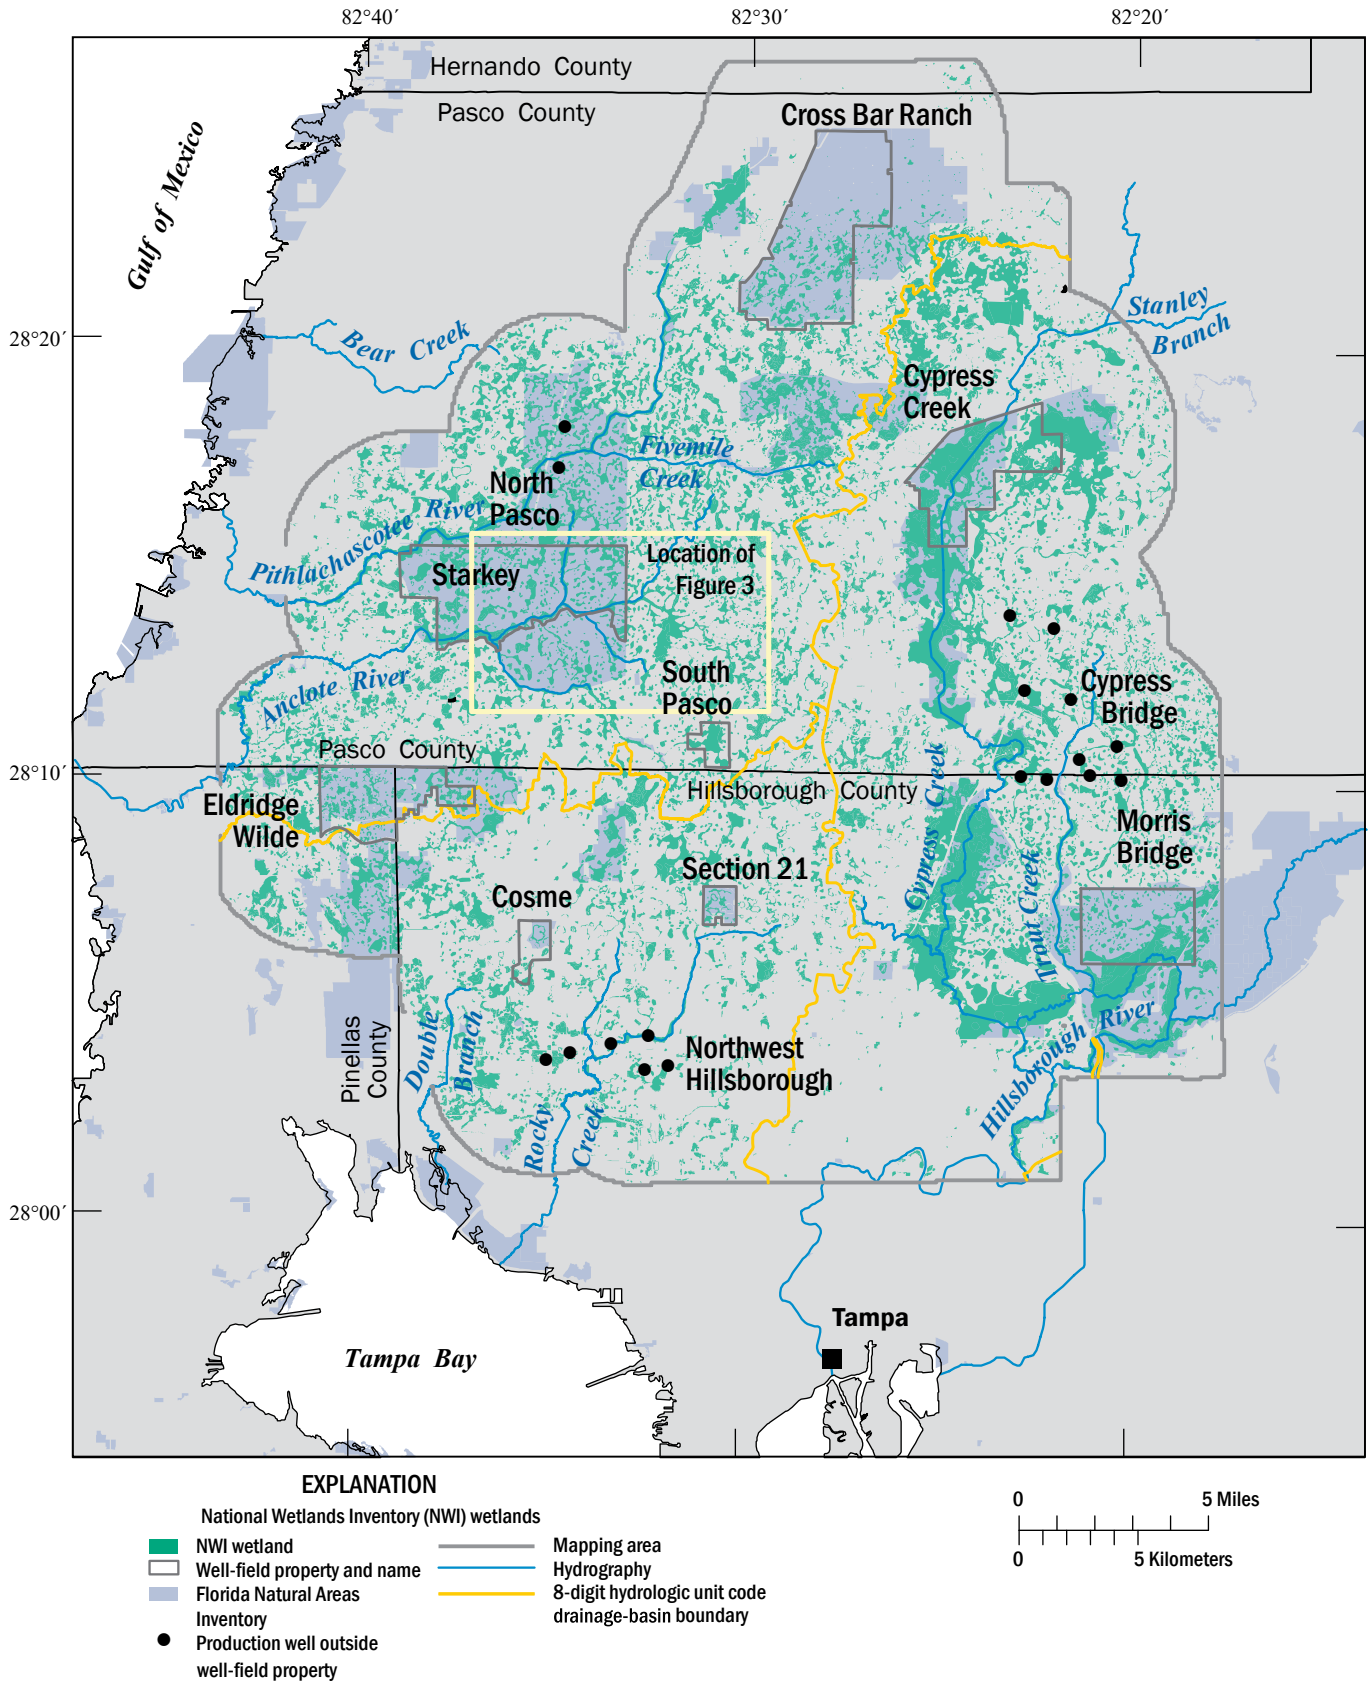 82°40´ 82°30´ 82°20´
Hernando County
Pasco County
Cross Bar Ranch
Gulf of Mexico
28°20´
Bear Creek
Stanley
Branch
Cypress
Creek
Fivemile
Creek
North
Pasco
Pithlachascotee River
Location of
Figure 3
Starkey
South
Pasco
Cypress
Bridge
Anclote River
Pasco County
28°10´
Hillsborough County
Eldridge
Wilde
Cypress Creek
Morris
Bridge
Section 21
Cosme
Trout Creek
Pinellas
County
Double
Branch
Northwest
Hillsborough
Hillsborough River
Rocky
Creek
28°00´
Tampa
Tampa Bay
EXPLANATION
National Wetlands Inventory (NWI) wetlands
NWI wetland
Well-field property and name
Florida Natural Areas
Inventory
Production well outside
well-field property
Mapping area
Hydrography
8-digit hydrologic unit code
drainage-basin boundary
0 5 Miles
0 5 Kilometers